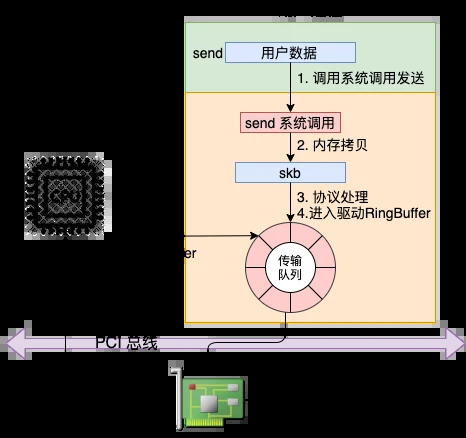 send
用户数据
1. 调用系统调用发送
send 系统调用
2. 内存拷贝
skb
3. 协议处理
4.进入驱动RingBuffer
CPU
er
传输
队列
PCI 总线